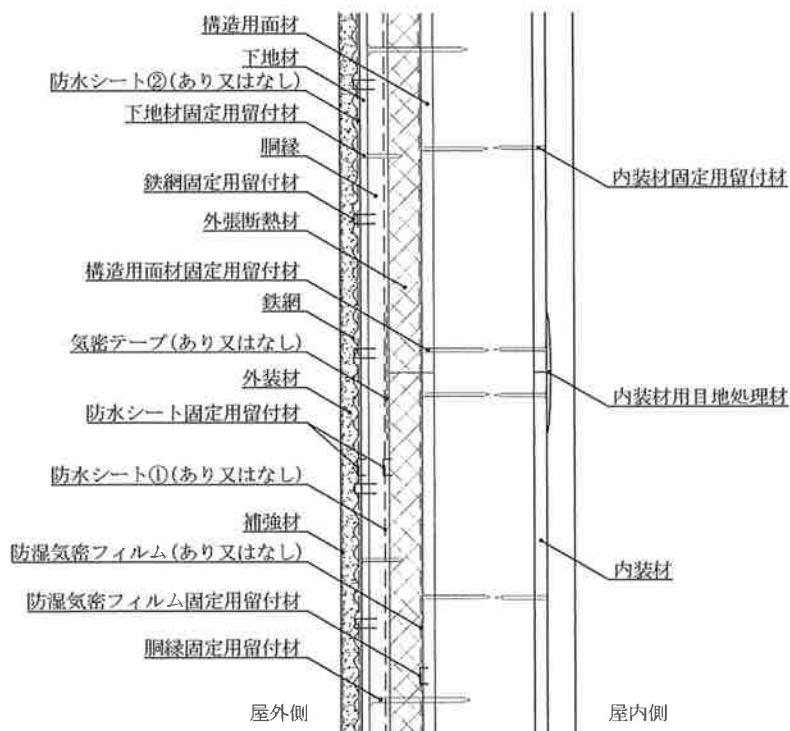 構造用面材
下地材
防水シート②(あり又はなし)
下地材固定用留付材
胴縁
鉄網固定用留付材
外張断熱材
構造用面材固定用留付材
鉄網
気密テープ(あり又はなし)
外装材
防水シート固定用留付材
防水シート①(あり又はなし)
補強材
防湿気密フィルム(あり又はなし)
防湿気密フィルム固定用留付材
胴縁固定用留付材
屋外側
内装材固定用留付材
内装材用目地処理材
内装材
屋内側